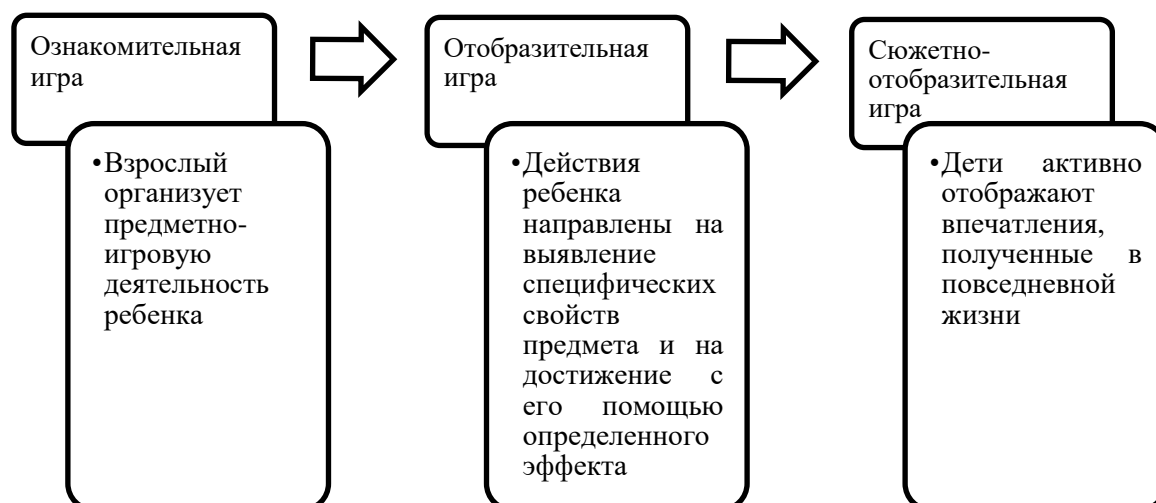 Ознакомительная
игра
•Взрослый
организует
предметно-
игровую
деятельность
ребенка
Отобразительная
игра
•Действия
ребенка
направлены на
выявление
специфических
свойств
предмета и на
достижение с
его помощью
определенного
эффекта
Сюжетно-
отобразительная
игра
•Дети активно
отображают
впечатления,
полученные в
повседневной
жизни